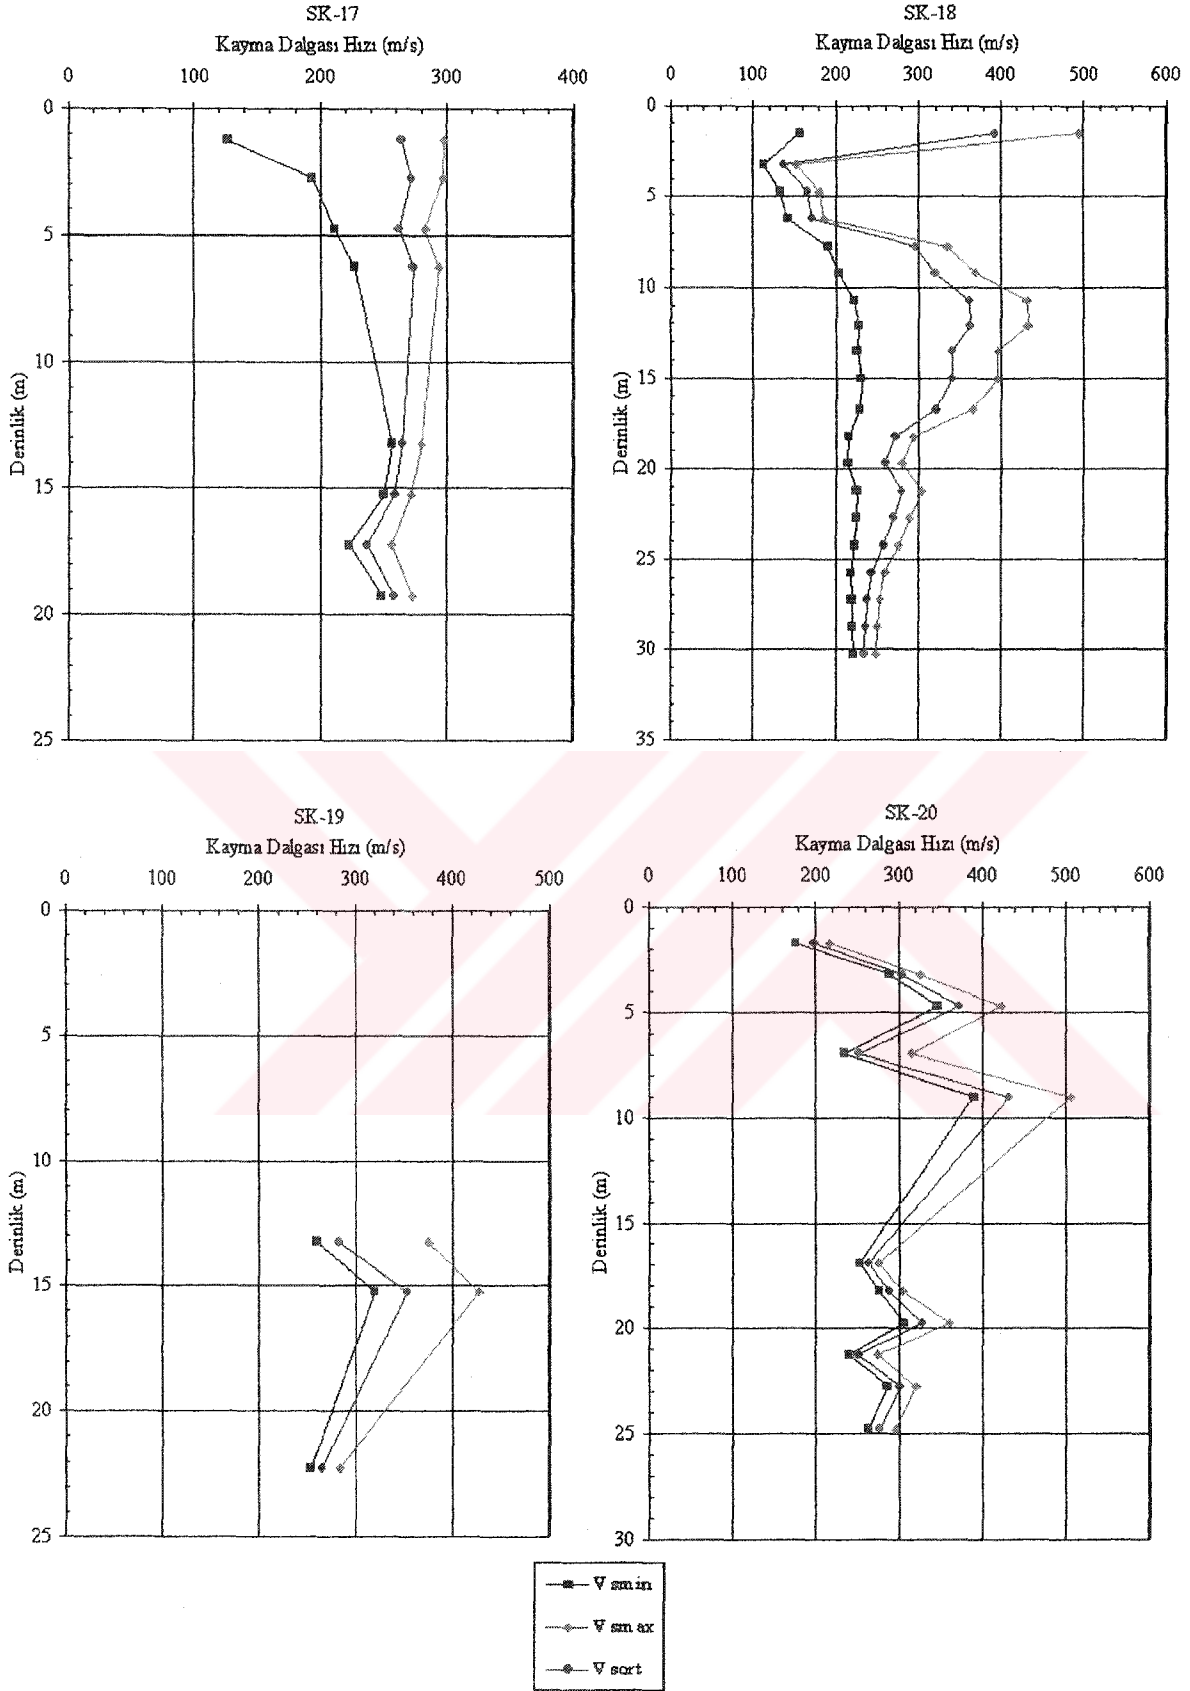 SK-17
Kayma Dalgası Hızı (m/s)
0 100 200 300 400
0
5
10
15
20
25
Derinlik (m)
SK-18
Kayma Dalgası Hızı (m/s)
0 100 200 300 400 500 600
0
5
10
15
20
25
30
35
Derinlik (m)
SK-19
Kayma Dalgası Hızı (m/s)
0 100 200 300 400 500
0
5
10
15
20
25
Derinlik (m)
SK-20
Kayma Dalgası Hızı (m/s)
0 100 200 300 400 500 600
0
5
10
15
20
25
30
Derinlik (m)
V smin
V smax
V sort